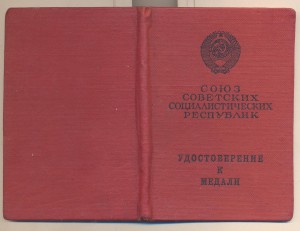 СОЮЗ
СОВЕТСКИХ
СОЦИАЛИСТИЧЕСКИХ
РЕСПУБЛИК
УДОСТОВЕРЕНИЕ
К
МЕДАЛИ